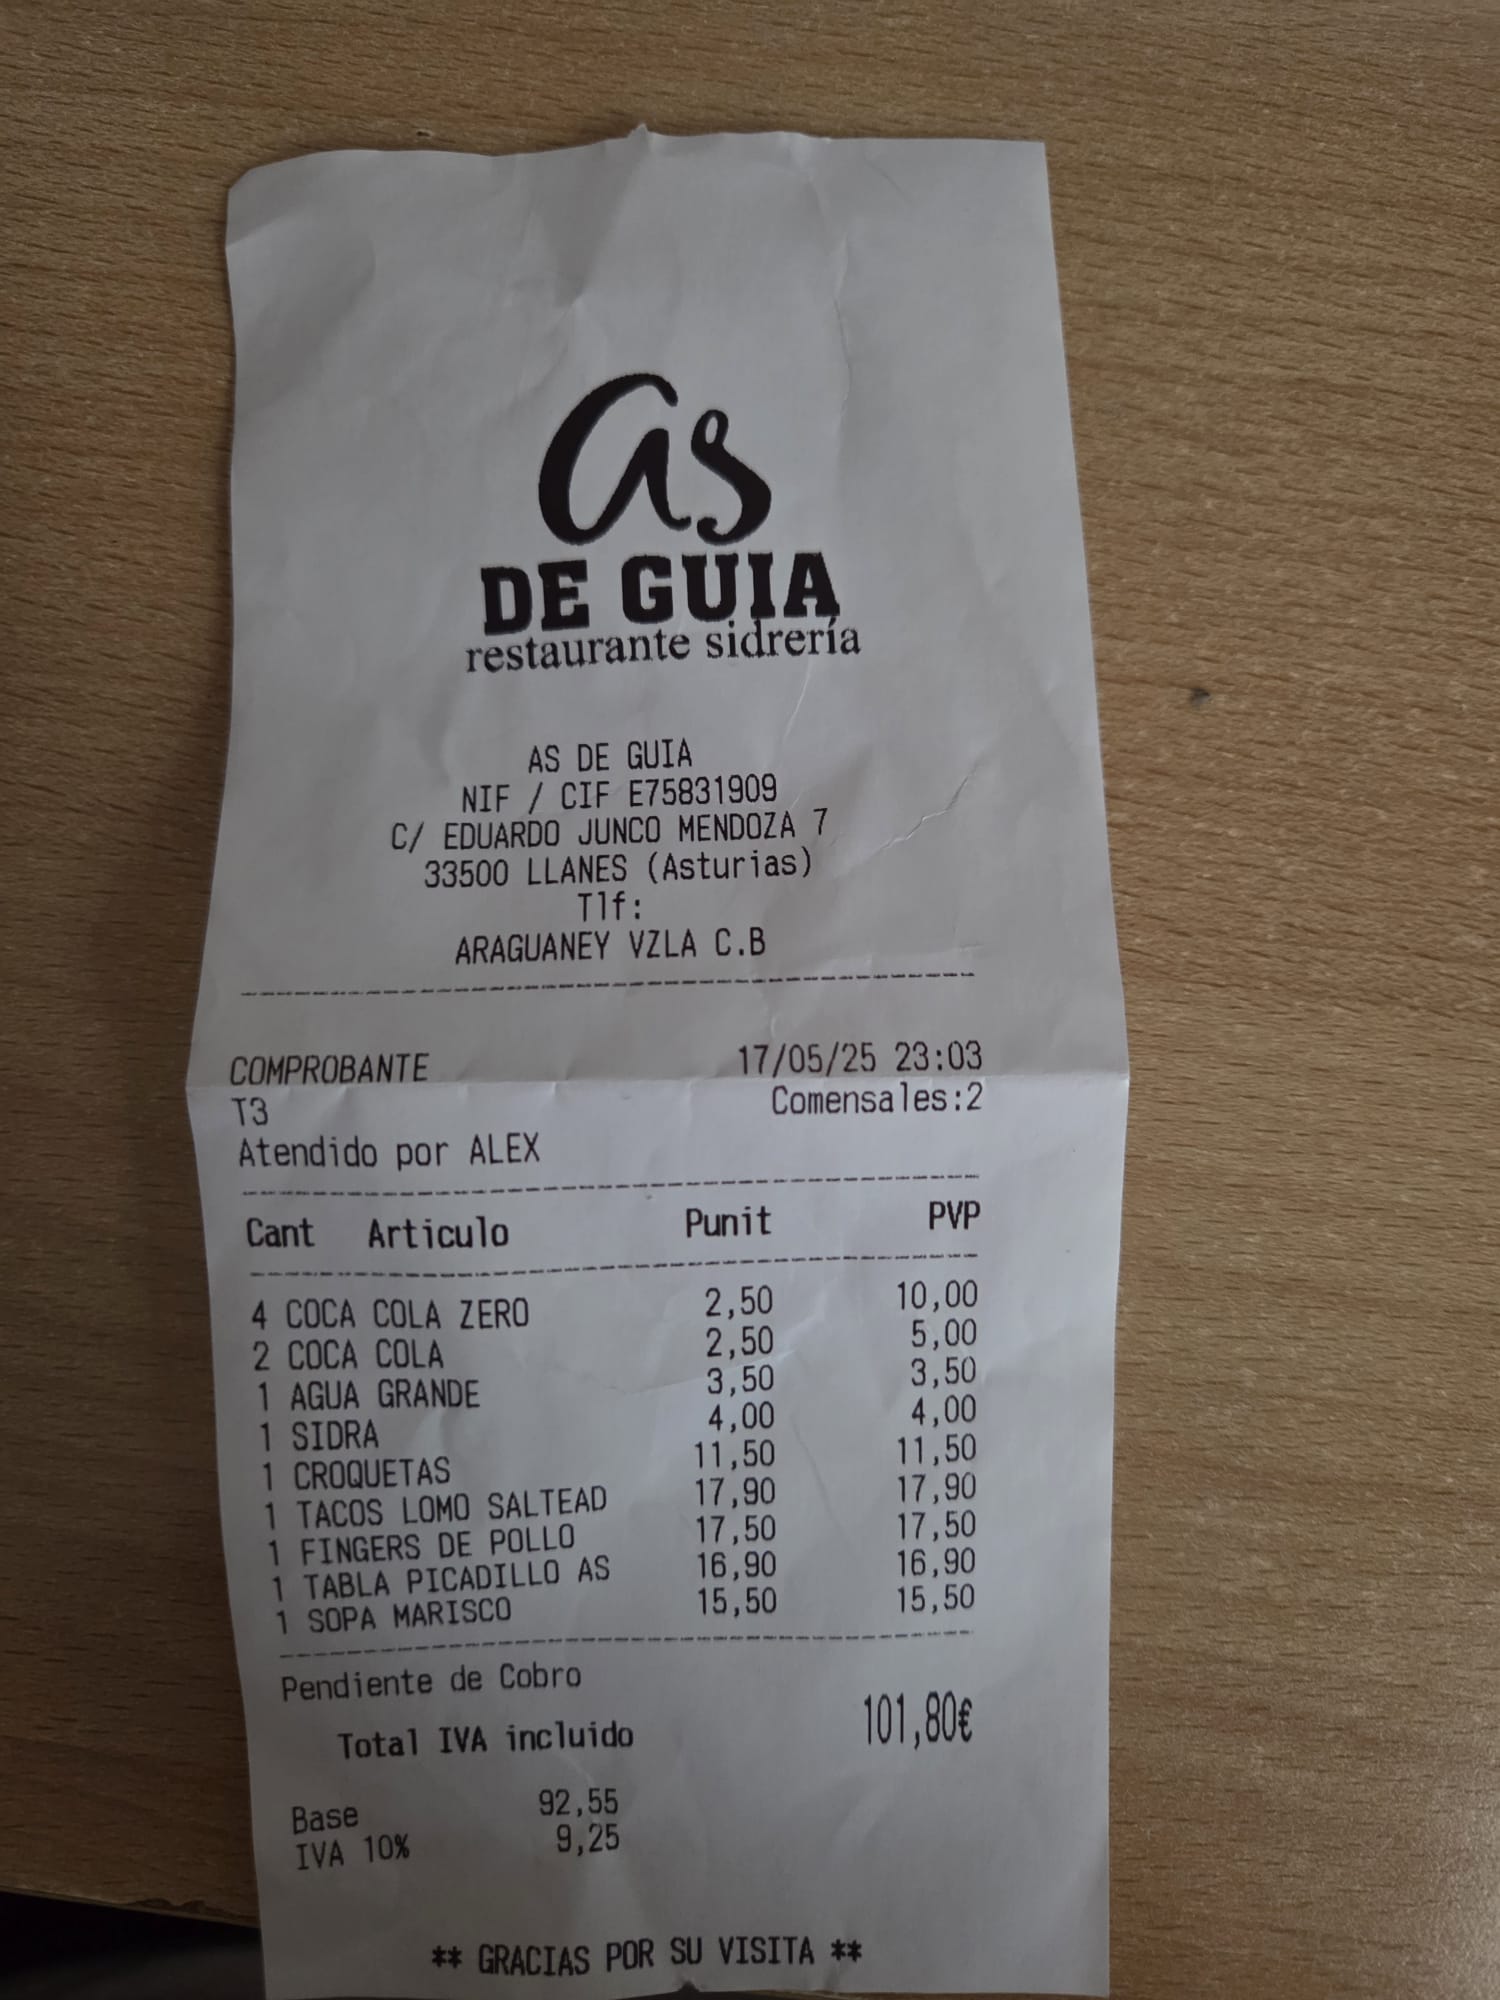 as
DE GUIA
restaurante sidrería
AS DE GUIA
NIF / CIF E75831909
C/ EDUARDO JUNCO MENDOZA 7
33500 LLANES (Asturias)
Tlf:
ARAGUANEY VZLA C.B
COMPROBANTE 17/05/25 23:03
T3 Comensales:2
Atendido por ALEX
Cant Articulo Punit PVP
4 COCA COLA ZERO 2,50 10,00
2 COCA COLA 2,50 5,00
1 AGUA GRANDE 3,50 3,50
1 SIDRA 4,00 4,00
1 CROQUETAS 11,50 11,50
1 TACOS LOMO SALTEAD 17,90 17,90
1 FINGERS DE POLLO 17,50 17,50
1 TABLA PICADILLO AS 16,90 16,90
1 SOPA MARISCO 15,50 15,50
Pendiente de Cobro
Total IVA incluido 101,80€
Base 92,55
IVA 10% 9,25
** GRACIAS POR SU VISITA **